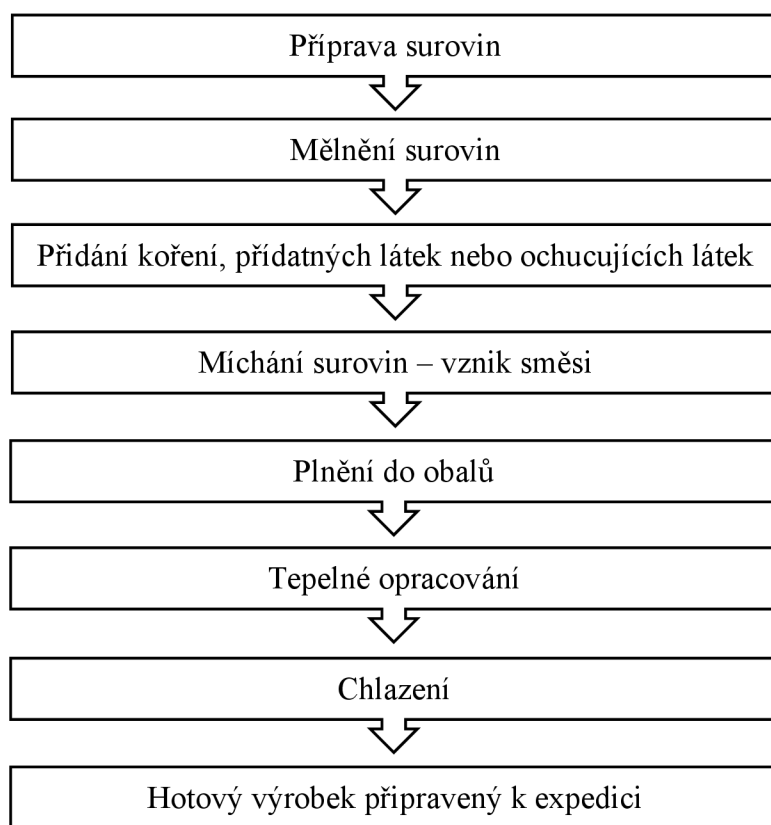 Příprava surovin
Mělnění surovin
Přidání koření, přídatných látek nebo ochucujících látek
Míchání surovin – vznik směsi
Plnění do obalů
Tepelné opracování
Chlazení
Hotový výrobek připravený k expedici